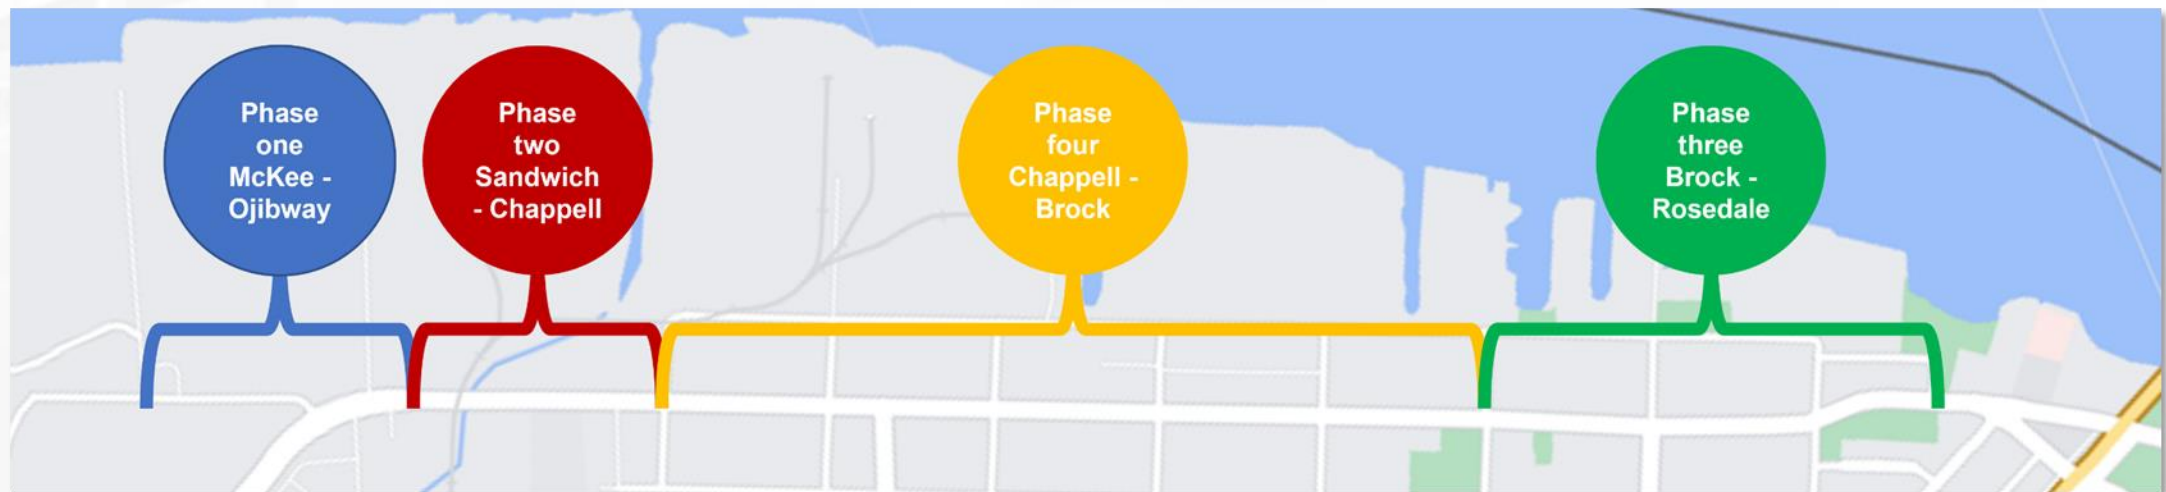 Phase
one
McKee -
Ojibway
Phase
two
Sandwich
- Chappell
Phase
four
Chappell -
Brock
Phase
three
Brock -
Rosedale